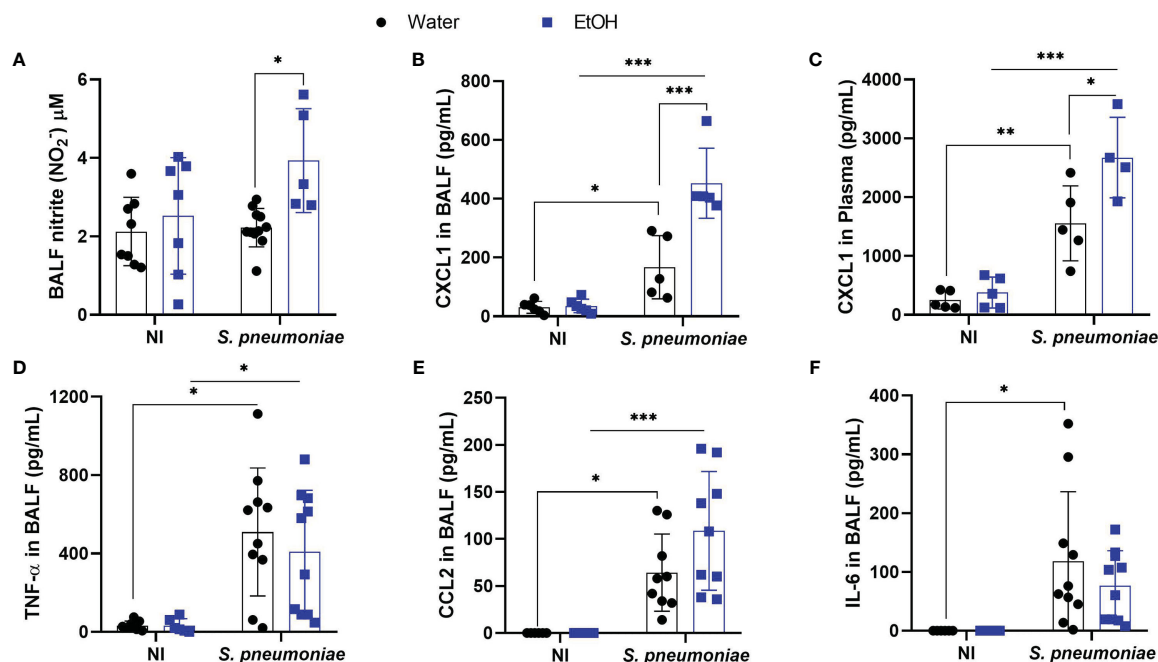 Water EtOH
A
BALF nitrite (NO₂⁻) μM
6
4
2
0
*
NI
S. pneumoniae
B
CXCL1 in BALF (pg/mL)
800
600
400
200
0
***
***
*
NI
S. pneumoniae
C
CXCL1 in Plasma (pg/mL)
4000
3000
2000
1000
0
***
*
**
NI
S. pneumoniae
D
TNF-α in BALF (pg/mL)
1200
800
400
0
*
*
NI
S. pneumoniae
E
CCL2 in BALF (pg/mL)
250
200
150
100
50
0
***
*
NI
S. pneumoniae
F
IL-6 in BALF (pg/mL)
400
300
200
100
0
*
NI
S. pneumoniae